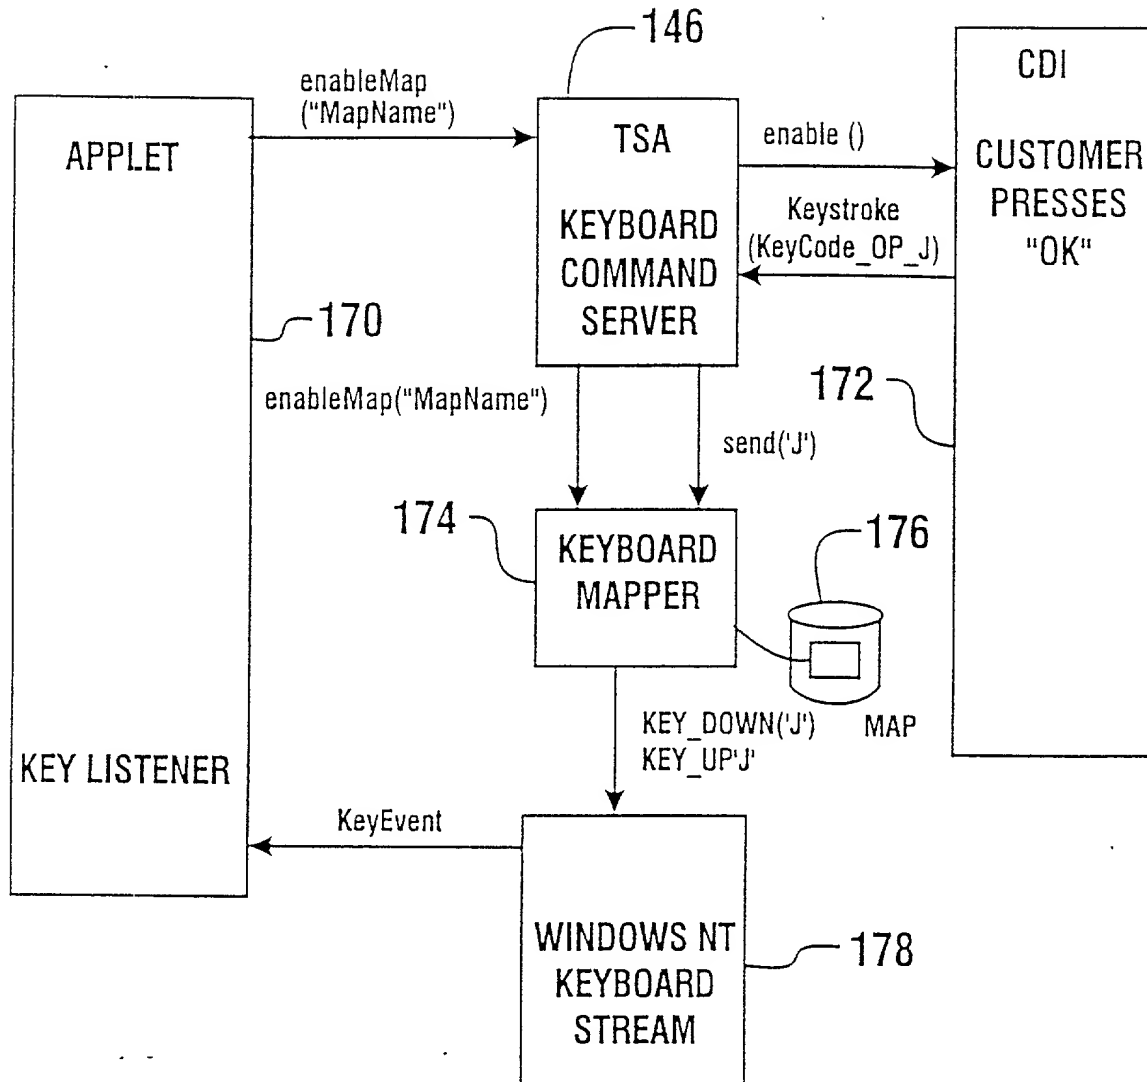 146
enableMap
("MapName")
APPLET
TSA
KEYBOARD
COMMAND
SERVER
enable ()
Keystroke
(KeyCode_OP_J)
CDI
CUSTOMER
PRESSES
"OK"
170
enableMap("MapName")
send('J')
172
174
KEYBOARD
MAPPER
176
KEY_DOWN('J')
KEY_UP'J'
MAP
KEY LISTENER
KeyEvent
WINDOWS NT
KEYBOARD
STREAM
178